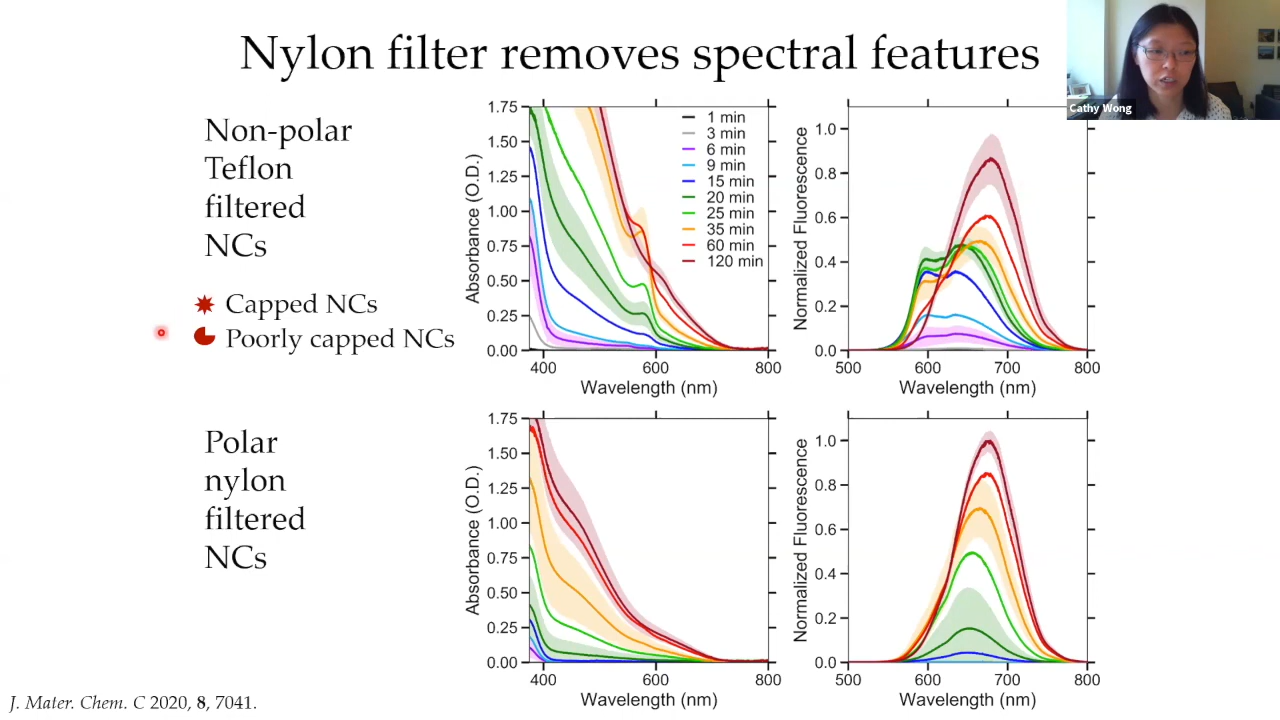 Nylon filter removes spectral features
Cathy Wong
Non-polar
Teflon
filtered
NCs
Capped NCs
Poorly capped NCs
Absorbance (O.D.)
1.75
1.50
1.25
1.00
0.75
0.50
0.25
0.00
400
600
800
Wavelength (nm)
1 min
3 min
6 min
9 min
15 min
20 min
25 min
35 min
60 min
120 min
Normalized Fluorescence
1.0
0.8
0.6
0.4
0.2
0.0
500
600
700
800
Wavelength (nm)
Polar
nylon
filtered
NCs
Absorbance (O.D.)
1.75
1.50
1.25
1.00
0.75
0.50
0.25
0.00
400
600
800
Wavelength (nm)
Normalized Fluorescence
1.0
0.8
0.6
0.4
0.2
0.0
500
600
700
800
Wavelength (nm)
J. Mater. Chem. C 2020, 8, 7041.